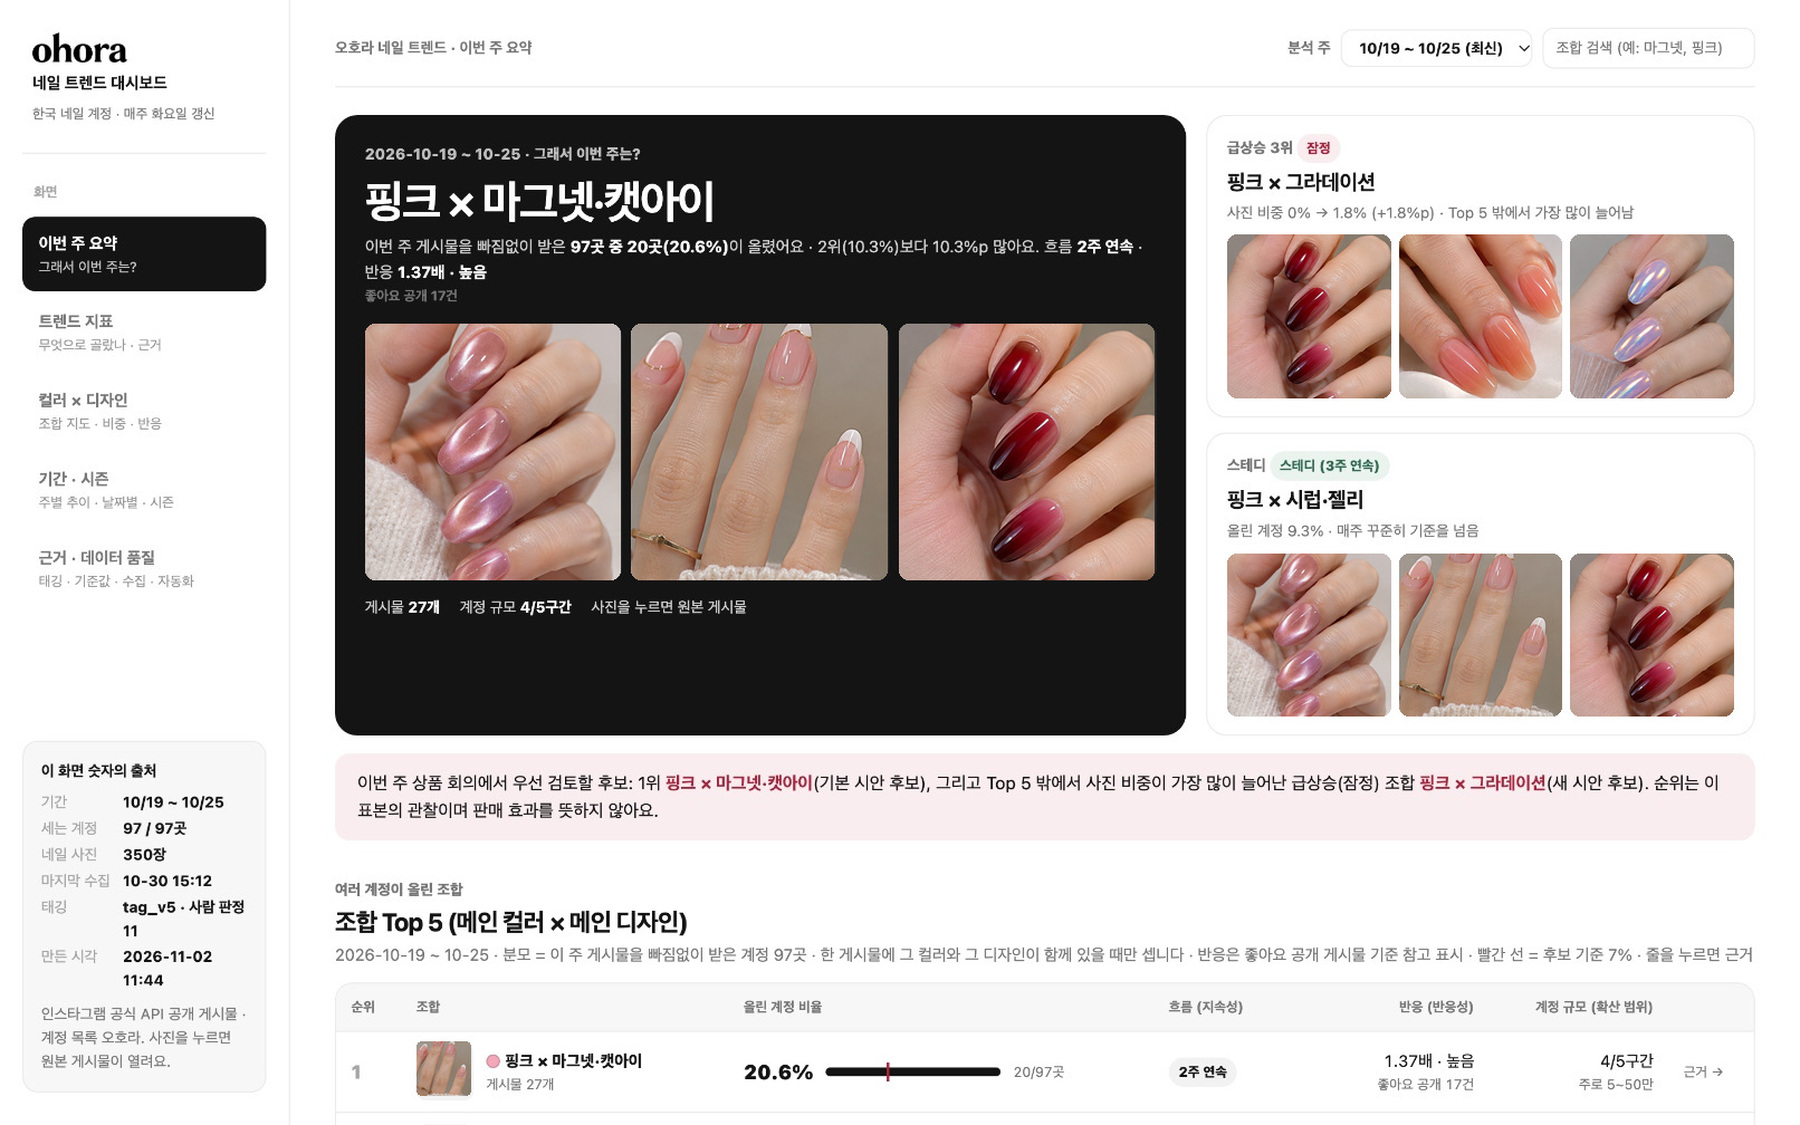 ohora
네일 트렌드 대시보드
한국 네일 계정 · 매주 화요일 갱신
화면
이번 주 요약
그래서 이번 주는?
트렌드 지표
무엇으로 골랐나 · 근거
컬러 × 디자인
조합 지도 · 비중 · 반응
기간 · 시즌
주별 추이 · 날짜별 · 시즌
근거 · 데이터 품질
태깅 · 기준값 · 수집 · 자동화
이 화면 숫자의 출처
기간 10/19 ~ 10/25
세는 계정 97 / 97곳
네일 사진 350장
마지막 수집 10-30 15:12
태깅 tag_v5 · 사람 판정
11
만든 시각 2026-11-02
11:44
인스타그램 공식 API 공개 게시물 ·
계정 목록 오호라. 사진을 누르면
원본 게시물이 열려요.
오호라 네일 트렌드 · 이번 주 요약
분석 주 10/19 ~ 10/25 (최신) 조합 검색 (예: 마그넷, 핑크)
2026-10-19 ~ 10-25 · 그래서 이번 주는?
핑크 × 마그넷·캣아이
이번 주 게시물을 빠짐없이 받은 97곳 중 20곳(20.6%)이 올렸어요 · 2위(10.3%)보다 10.3%p 많아요. 흐름 2주 연속 ·
반응 1.37배 · 높음
좋아요 공개 17건
게시물 27개 계정 규모 4/5구간 사진을 누르면 원본 게시물
급상승 3위 잠정
핑크 × 그라데이션
사진 비중 0% → 1.8% (+1.8%p) · Top 5 밖에서 가장 많이 늘어남
스테디 스테디 (3주 연속)
핑크 × 시럽·젤리
올린 계정 9.3% · 매주 꾸준히 기준을 넘음
이번 주 상품 회의에서 우선 검토할 후보: 1위 핑크 × 마그넷·캣아이(기본 시안 후보), 그리고 Top 5 밖에서 사진 비중이 가장 많이 늘어난 급상승(잠정) 조합 핑크 × 그라데이션(새 시안 후보). 순위는 이
표본의 관찰이며 판매 효과를 뜻하지 않아요.
여러 계정이 올린 조합
조합 Top 5 (메인 컬러 × 메인 디자인)
2026-10-19 ~ 10-25 · 분모 = 이 주 게시물을 빠짐없이 받은 계정 97곳 · 한 게시물에 그 컬러와 그 디자인이 함께 있을 때만 셉니다 · 반응은 좋아요 공개 게시물 기준 참고 표시 · 빨간 선 = 후보 기준 7% · 줄을 누르면 근거
순위 조합 올린 계정 비율 흐름 (지속성) 반응 (반응성) 계정 규모 (확산 범위)
1 핑크 × 마그넷·캣아이 20.6% 20/97곳 2주 연속 1.37배 · 높음 4/5구간 근거 →
게시물 27개 좋아요 공개 17건 주로 5~50만